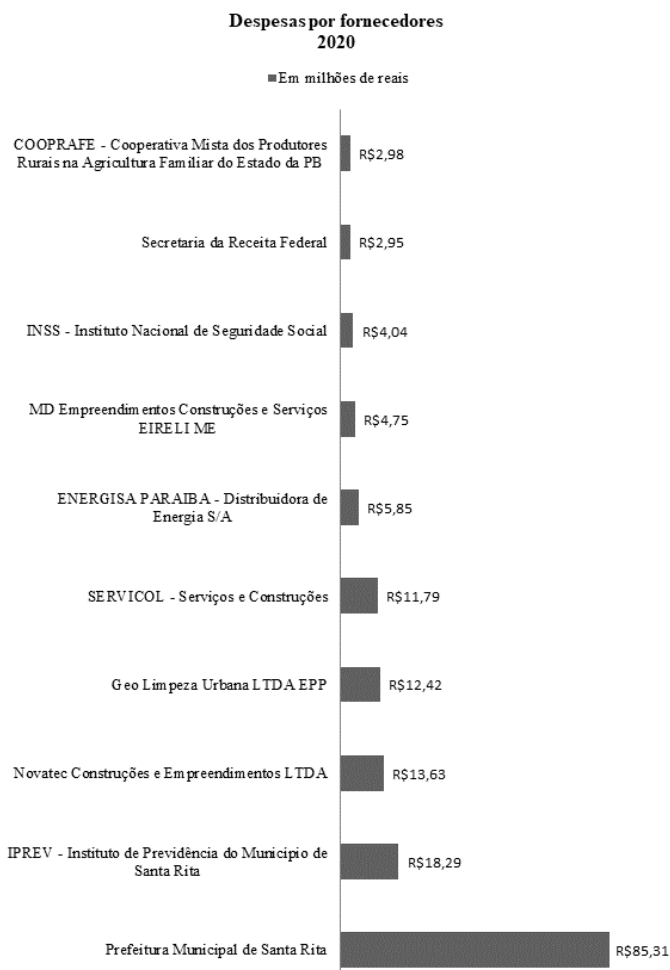 Despesas por fornecedores
2020
Em milhões de reais
COOPRAFE - Cooperativa Mista dos Produtores
Rurais na Agricultura Familiar do Estado da PB
R$2,98
Secretaria da Receita Federal
R$2,95
INSS - Instituto Nacional de Seguridade Social
R$4,04
MD Empreendimentos Construções e Serviços
EIRELI ME
R$4,75
ENERGISA PARAIBA - Distribuidora de
Energia S/A
R$5,85
SERVICOL - Serviços e Construções
R$11,79
Geo Limpeza Urbana LTDA EPP
R$12,42
Novatec Construções e Empreendimentos LTDA
R$13,63
IPREV - Instituto de Previdência do Município de
Santa Rita
R$18,29
Prefeitura Municipal de Santa Rita
R$85,31